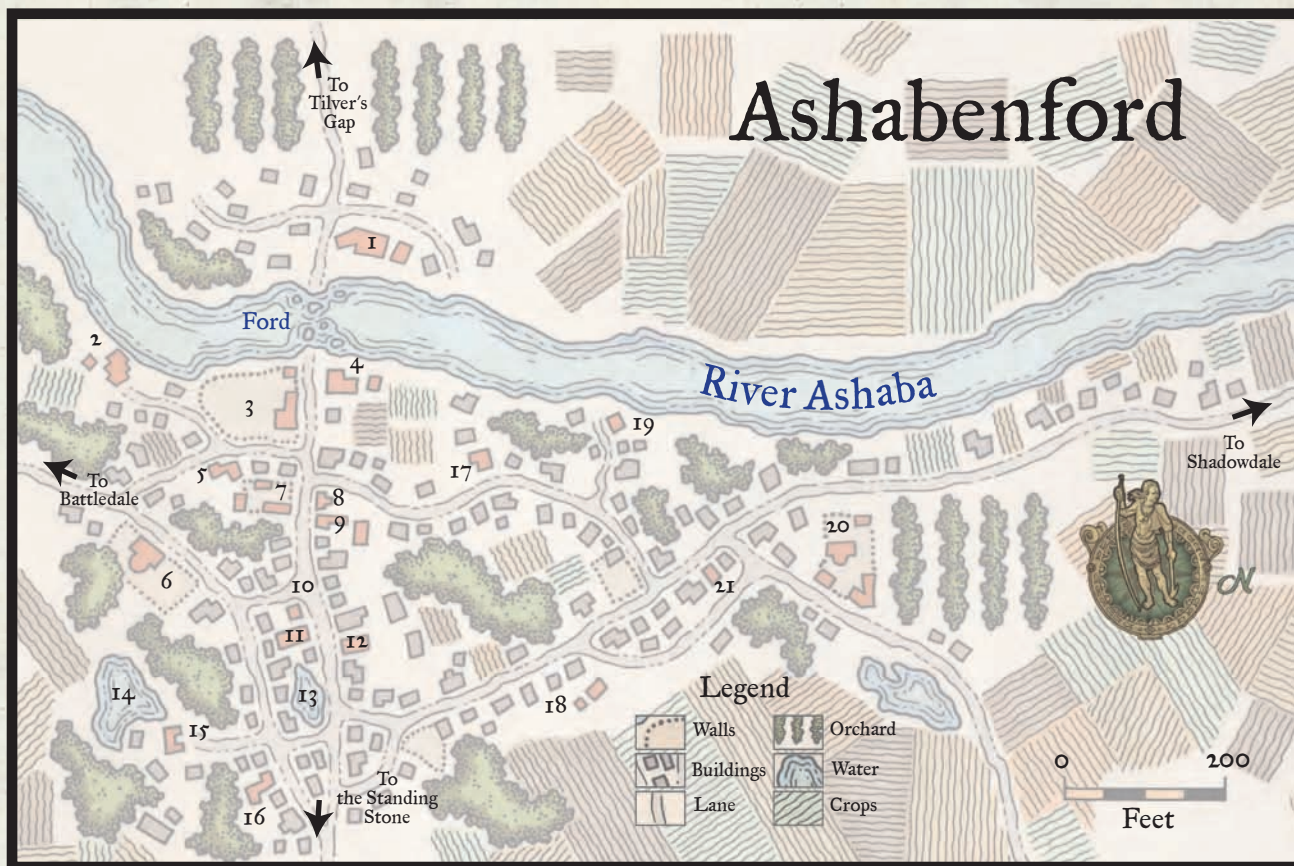 Ashabenford
To
Tilver's
Gap
1
Ford
2
4
3
River Ashaba
19
To
Shadowdale
5
17
To
Battledale
7
8
9
20
6
10
21
11
12
14
13
18
15
16
To
the Standing
Stone
N
Legend
Walls
Orchard
Buildings
Water
Lane
Crops
0
200
Feet